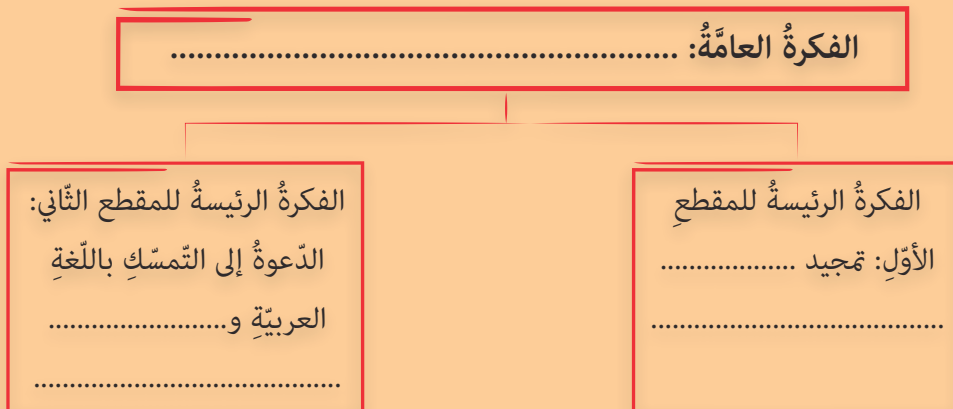 الفكرةُ العامَّةُ: ..........................................................
الفكرةُ الرئيسةُ للمقطعِ
الأوّلِ: تمجيد ...................
.........................................
الفكرةُ الرئيسةُ للمقطع الثّاني:
الدّعوةُ إلى التّمسّكِ باللّغةِ
العربيّةِ و.........................
...........................................